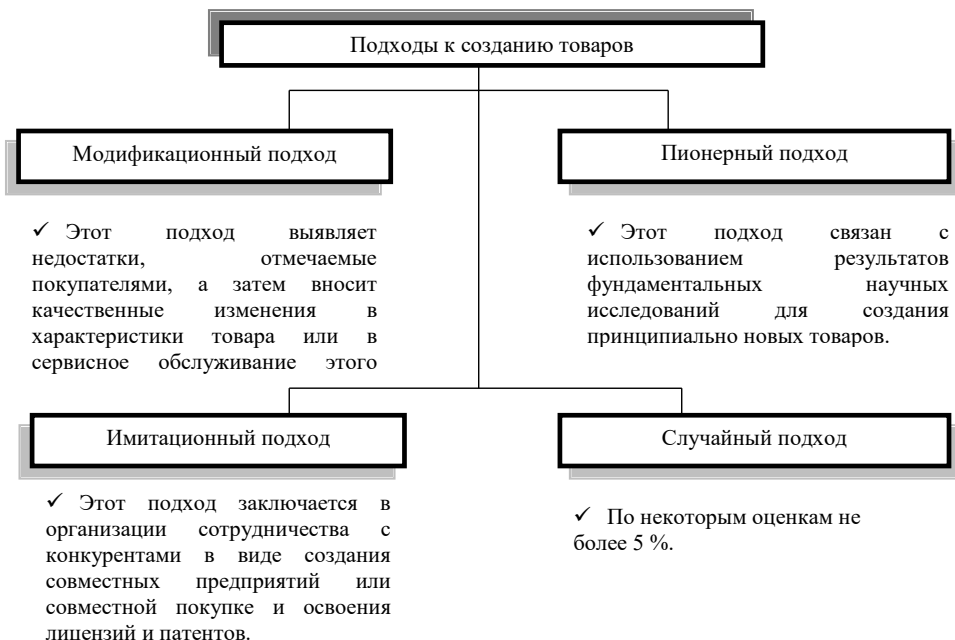 Подходы к созданию товаров
Модификационный подход
Пионерный подход
✓ Этот подход выявляет
недостатки, отмечаемые
покупателями, а затем вносит
качественные изменения в
характеристики товара или в
сервисное обслуживание этого
✓ Этот подход связан с
использованием результатов
фундаментальных научных
исследований для создания
принципиально новых товаров.
Имитационный подход
Случайный подход
✓ Этот подход заключается в
организации сотрудничества с
конкурентами в виде создания
совместных предприятий или
совместной покупке и освоения
лицензий и патентов.
✓ По некоторым оценкам не
более 5 %.